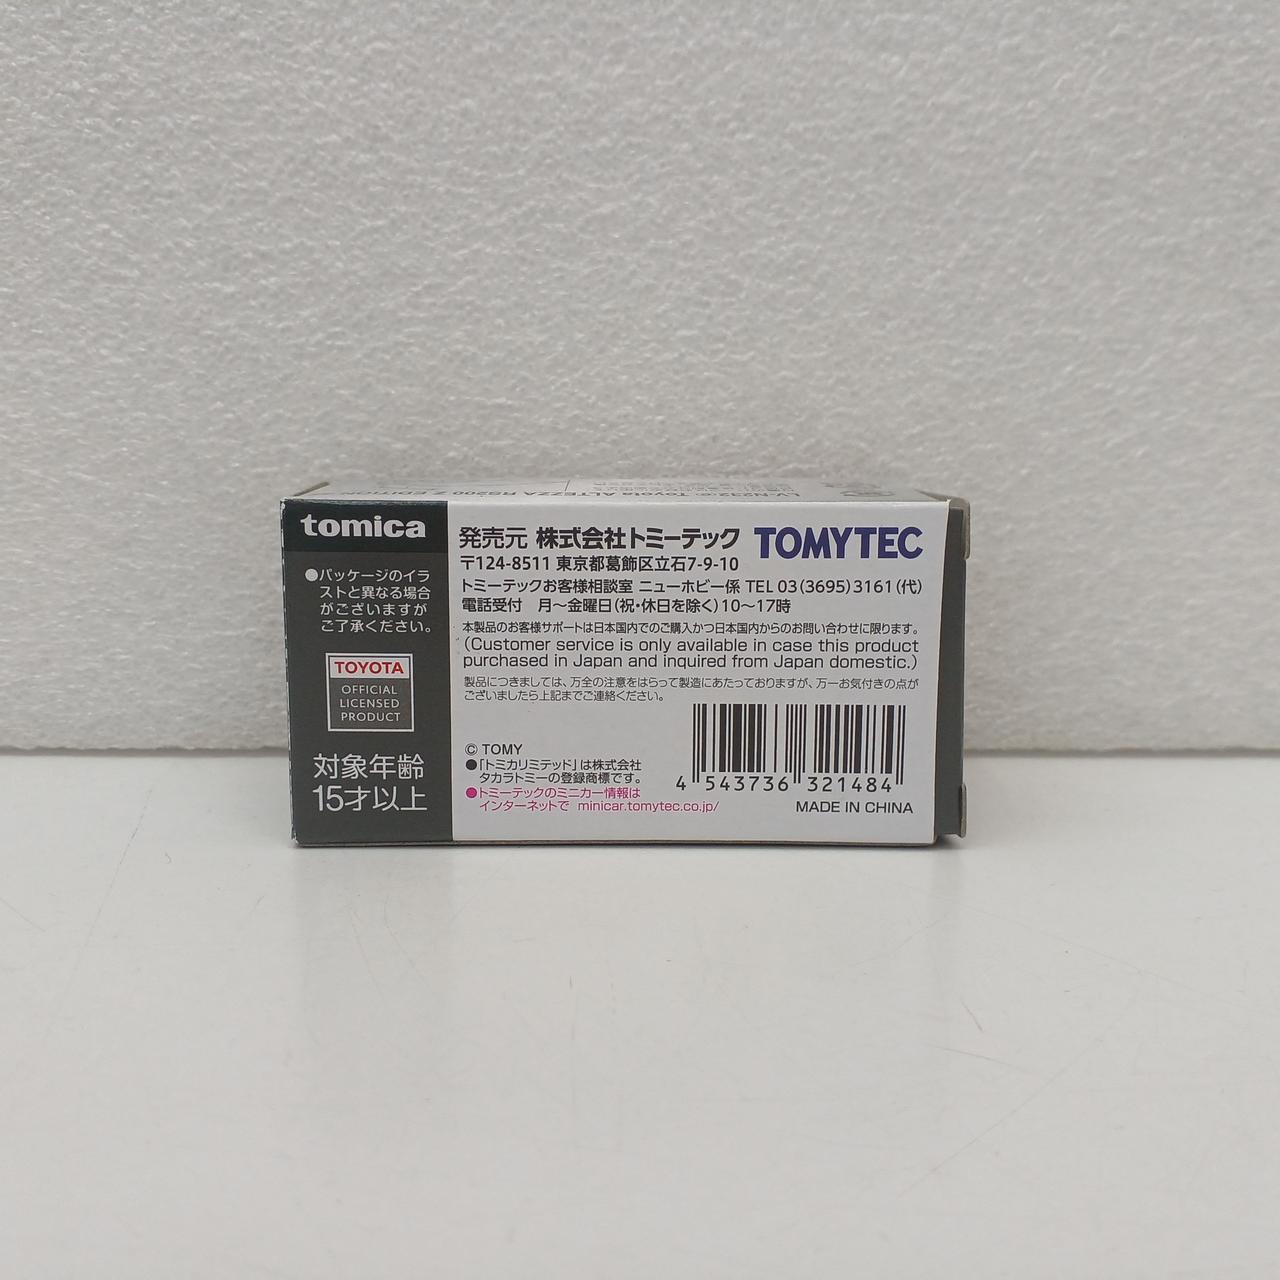 LV-N232c Toyota ALTEZZA RS200 Z EDITION
tomica
●パッケージのイラ
ストと異なる場合
がございますが
ご了承ください。
TOYOTA
OFFICIAL
LICENSED
PRODUCT
対象年齢
15才以上
発売元 株式会社トミーテック TOMYTEC
〒124-8511 東京都葛飾区立石7-9-10
トミーテックお客様相談室 ニューホビー係 TEL 03(3695)3161(代)
電話受付 月〜金曜日(祝・休日を除く)10〜17時
本製品のお客様サポートは日本国内でのご購入かつ日本国内からのお問い合わせに限ります。
(Customer service is only available in case this product
purchased in Japan and inquired from Japan domestic.)
製品につきましては、万全の注意をはらって製造にあたっておりますが、万一お気付きの点が
ございましたら上記までご連絡ください。
© TOMY
●「トミカリミテッド」は株式会社
タカラトミーの登録商標です。
●トミーテックのミニカー情報は
インターネットで minicar.tomytec.co.jp/
4 543736 321484
MADE IN CHINA